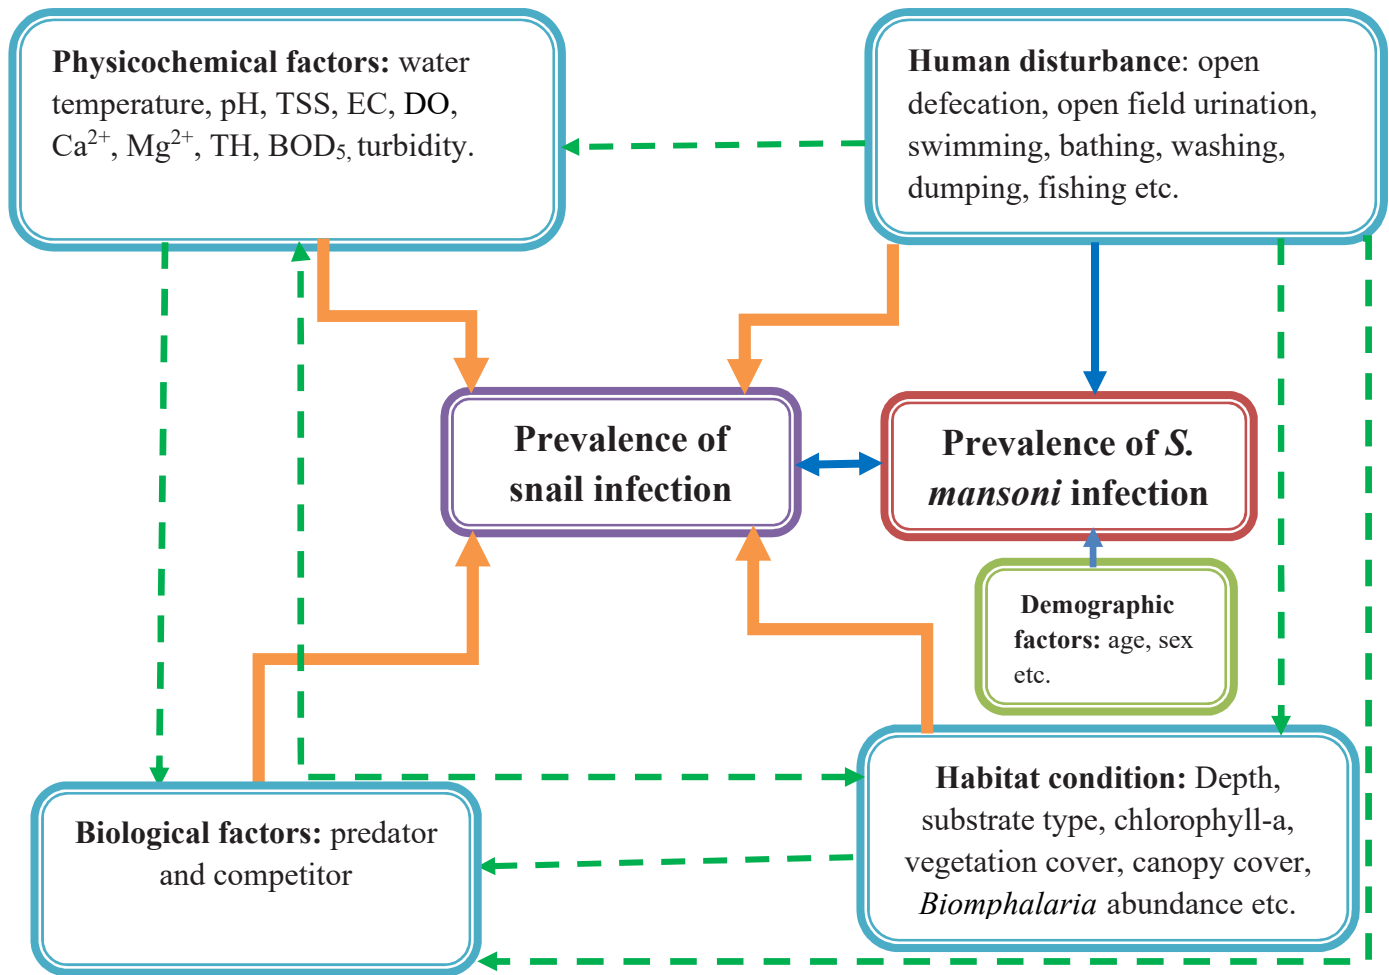 Physicochemical factors: water
temperature, pH, TSS, EC, DO,
Ca²⁺, Mg²⁺, TH, BOD₅, turbidity.
Human disturbance: open
defecation, open field urination,
swimming, bathing, washing,
dumping, fishing etc.
Prevalence of
snail infection
Prevalence of S.
mansoni infection
Demographic
factors: age, sex
etc.
Biological factors: predator
and competitor
Habitat condition: Depth,
substrate type, chlorophyll-a,
vegetation cover, canopy cover,
Biomphalaria abundance etc.